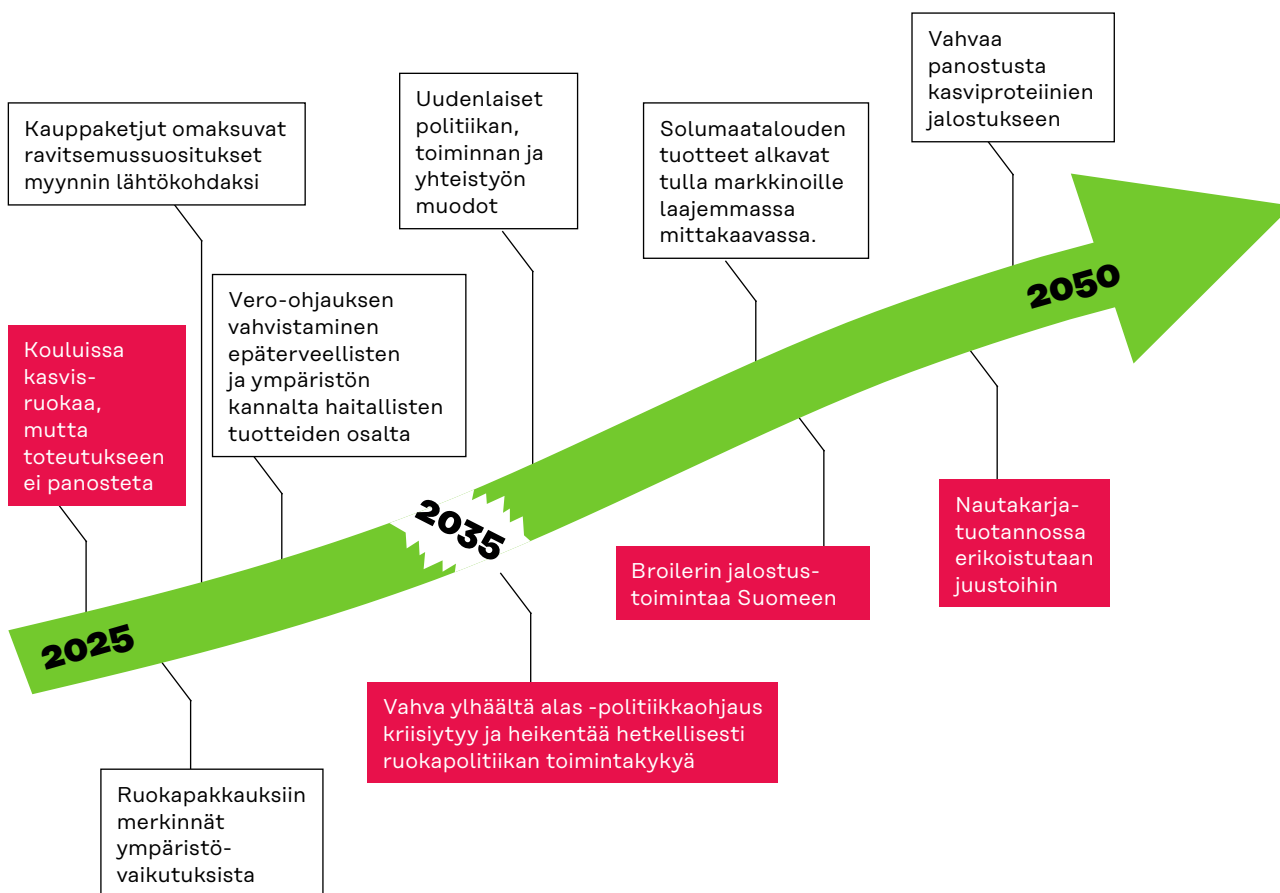 Vahvaa
panostusta
kasviproteiinien
jalostukseen
Uudenlaiset
politiikan,
toiminnan ja
yhteistyön
muodot
Kauppaketjut omaksuvat
ravitsemussuositukset
myynnin lähtökohdaksi
Solumaatalouden
tuotteet alkavat
tulla markkinoille
laajemmassa
mittakaavassa.
Vero-ohjauksen
vahvistaminen
epäterveellisten
ja ympäristön
kannalta haitallisten
tuotteiden osalta
Kouluissa
kasvis-
ruokaa,
mutta
toteutukseen
ei panosteta
2050
2035
2025
Nautakarja-
tuotannossa
erikoistutaan
juustoihin
Broilerin jalostus-
toimintaa Suomeen
Vahva ylhäältä alas -politiikkaohjaus
kriisiytyy ja heikentää hetkellisesti
ruokapolitiikan toimintakykyä
Ruokapakkauksiin
merkinnät
ympäristö-
vaikutuksista